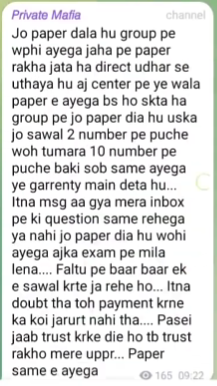 Private Mafia channel
Jo paper dala hu group pe
wphi ayega jaha pe paper
rakha jata ha direct udhar se
uthaya hu aj center pe ye wala
paper e ayega bs ho skta ha
group pe jo paper dia hu uska
jo sawal 2 number pe puche
woh tumara 10 number pe
puche baki sob same ayega
ye garrenty main deta hu...
Itna msg aa gya mera inbox
pe ki question same rehega
ya nahi jo paper dia hu wohi
ayega ajka exam pe mila
lena.... Faltu pe baar baar ek
e sawal krte ja rehe ho... Itna
doubt tha toh payment krne
ka koi jarurt nahi tha.... Pasei
jaab trust krke die ho tb trust
rakho mere uppr... Paper
same e ayega 165 09:22